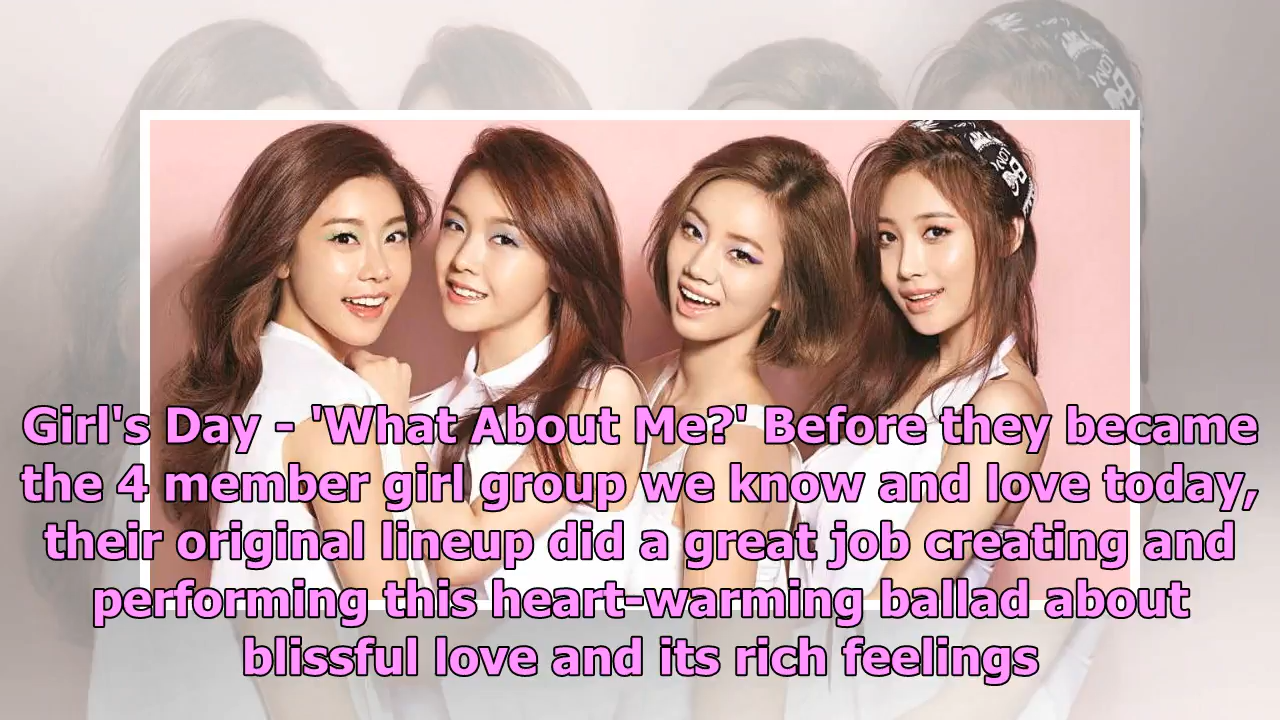 Girl's Day - 'What About Me?' Before they became
the 4 member girl group we know and love today,
their original lineup did a great job creating and
performing this heart-warming ballad about
blissful love and its rich feelings